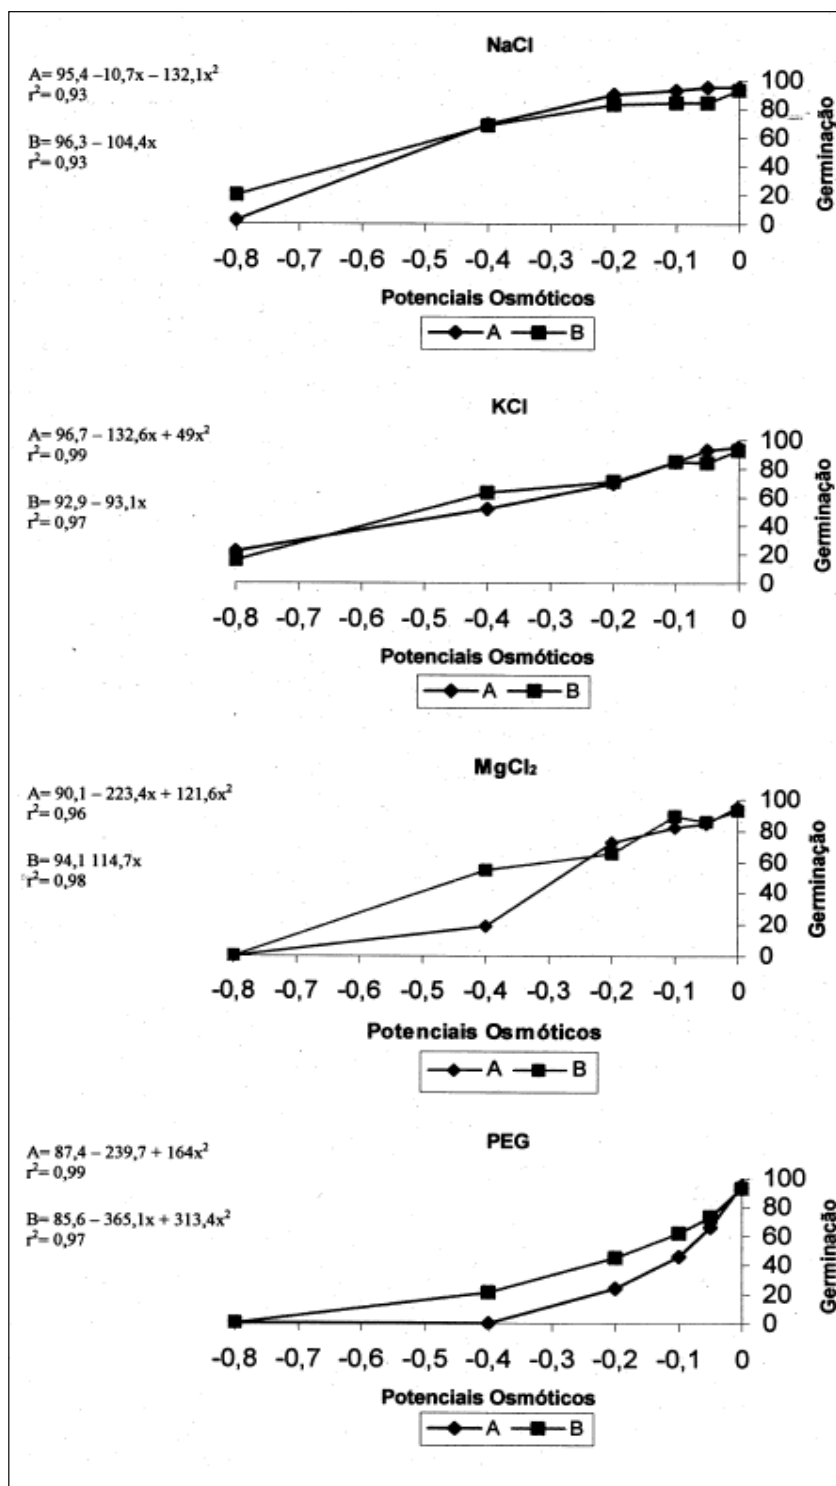 NaCl
A= 95,4 –10,7x – 132,1x²
r²= 0,93
B= 96,3 – 104,4x
r²= 0,93
100
80
60
40
20
0
Germinação
-0,8 -0,7 -0,6 -0,5 -0,4 -0,3 -0,2 -0,1 0
Potenciais Osmóticos
A B
KCl
A= 96,7 – 132,6x + 49x²
r²= 0,99
B= 92,9 – 93,1x
r²= 0,97
100
80
60
40
20
0
Germinação
-0,8 -0,7 -0,6 -0,5 -0,4 -0,3 -0,2 -0,1 0
Potenciais Osmóticos
A B
MgCl₂
A= 90,1 – 223,4x + 121,6x²
r²= 0,96
B= 94,1 114,7x
r²= 0,98
100
80
60
40
20
0
Germinação
-0,8 -0,7 -0,6 -0,5 -0,4 -0,3 -0,2 -0,1 0
Potenciais Osmóticos
A B
PEG
A= 87,4 – 239,7 + 164x²
r²= 0,99
B= 85,6 – 365,1x + 313,4x²
r²= 0,97
100
80
60
40
20
0
Germinação
-0,8 -0,7 -0,6 -0,5 -0,4 -0,3 -0,2 -0,1 0
Potenciais Osmóticos
A B